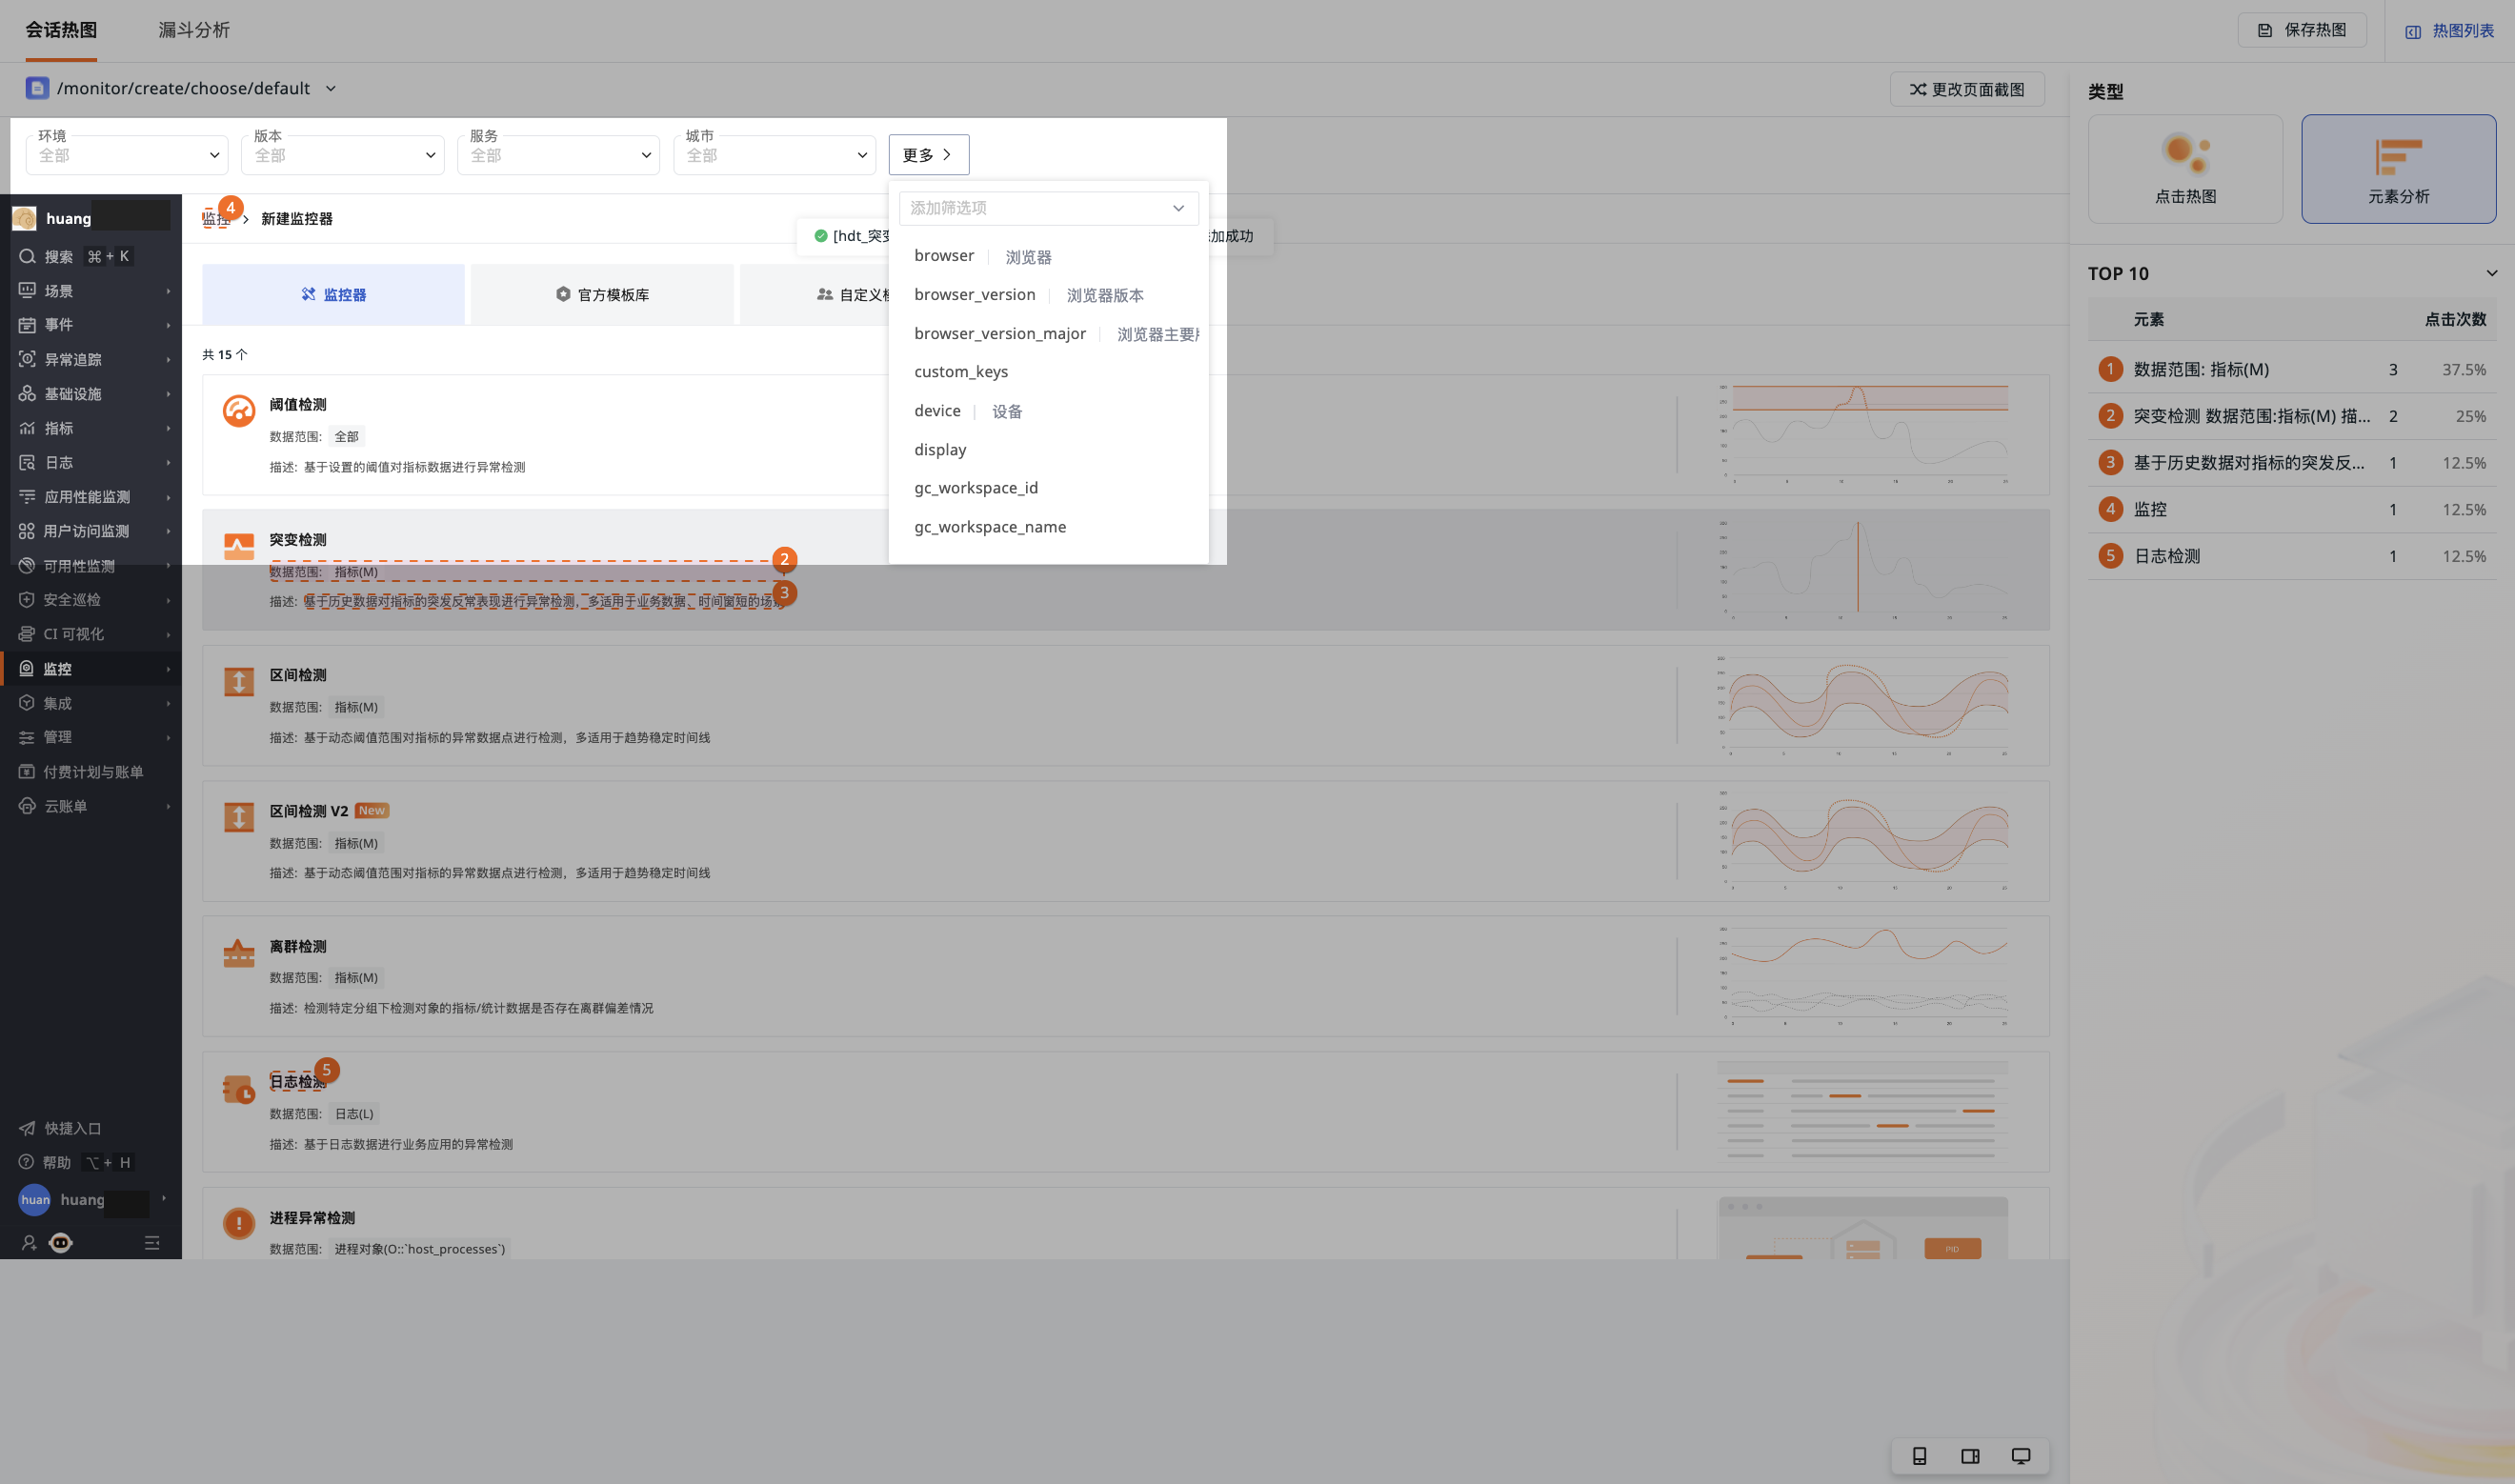 会话热图
漏斗分析
保存热图
热图列表
/monitor/create/choose/default
更改页面截图
环境
全部
版本
全部
服务
全部
城市
全部
更多
添加筛选项
browser
浏览器
browser_version
浏览器版本
browser_version_major
浏览器主要
custom_keys
device
设备
display
gc_workspace_id
gc_workspace_name
huang
搜索 ⌘ + K
场景
事件
异常追踪
基础设施
指标
日志
应用性能监测
用户访问监测
可用性监测
安全巡检
CI 可视化
监控
集成
管理
付费计划与账单
云账单
快捷入口
帮助 ⌥ + H
huan
huang
监控
4
新建监控器
[hdt_突
加成功
监控器
官方模板库
自定义
共 15 个
阈值检测
数据范围: 全部
描述: 基于设置的阈值对指标数据进行异常检测
突变检测
2
数据范围: 指标(M)
3
描述: 基于历史数据对指标的突发反常表现进行异常检测，多适用于业务数据、时间窗短的场
区间检测
数据范围: 指标(M)
描述: 基于动态阈值范围对指标的异常数据点进行检测，多适用于趋势稳定时间线
区间检测 V2 New
数据范围: 指标(M)
描述: 基于动态阈值范围对指标的异常数据点进行检测，多适用于趋势稳定时间线
离群检测
数据范围: 指标(M)
描述: 检测特定分组下检测对象的指标/统计数据是否存在离群偏差情况
5
日志检测
数据范围: 日志(L)
描述: 基于日志数据进行业务应用的异常检测
进程异常检测
数据范围: 进程对象(O::`host_processes`)
PID
类型
点击热图
元素分析
TOP 10
元素 点击次数
1 数据范围: 指标(M) 3 37.5%
2 突变检测 数据范围:指标(M) 描... 2 25%
3 基于历史数据对指标的突发反... 1 12.5%
4 监控 1 12.5%
5 日志检测 1 12.5%